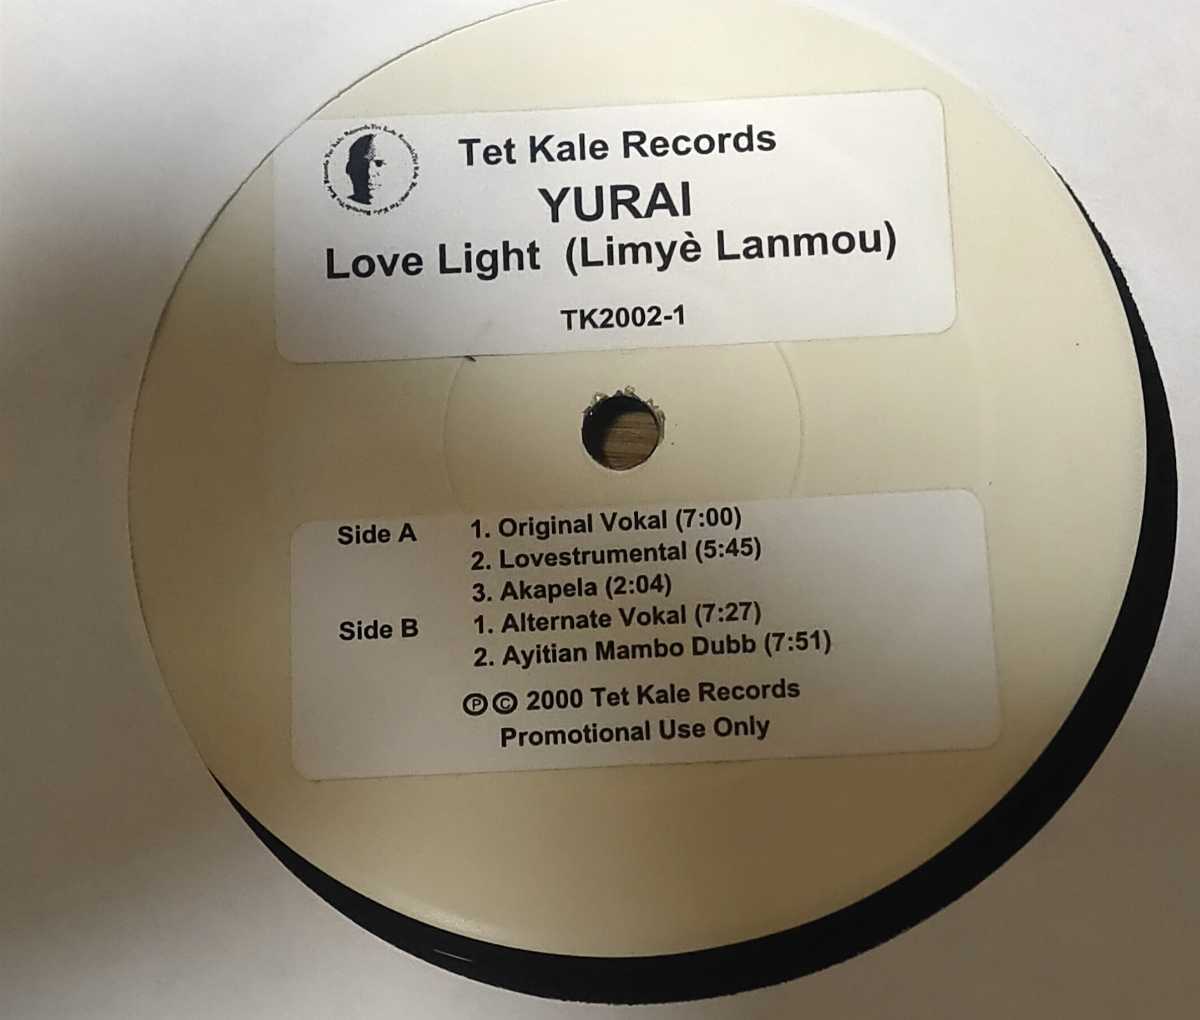 Tet Kale Records
YURAI
Love Light (Limyè Lanmou)
TK2002-1
Side A 1. Original Vokal (7:00)
2. Lovestrumental (5:45)
3. Akapela (2:04)
Side B 1. Alternate Vokal (7:27)
2. Ayitian Mambo Dubb (7:51)
℗© 2000 Tet Kale Records
Promotional Use Only